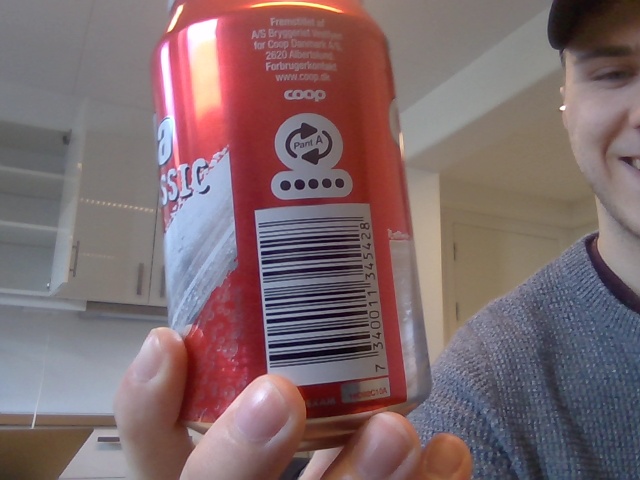 Fremstillet af
A/S Bryggeriet Vestfyen
for Coop Danmark A/S,
2620 Albertslund.
Forbrugerkontakt
www.coop.dk
coop
Pant A
a
SSIC
7 340011 345428